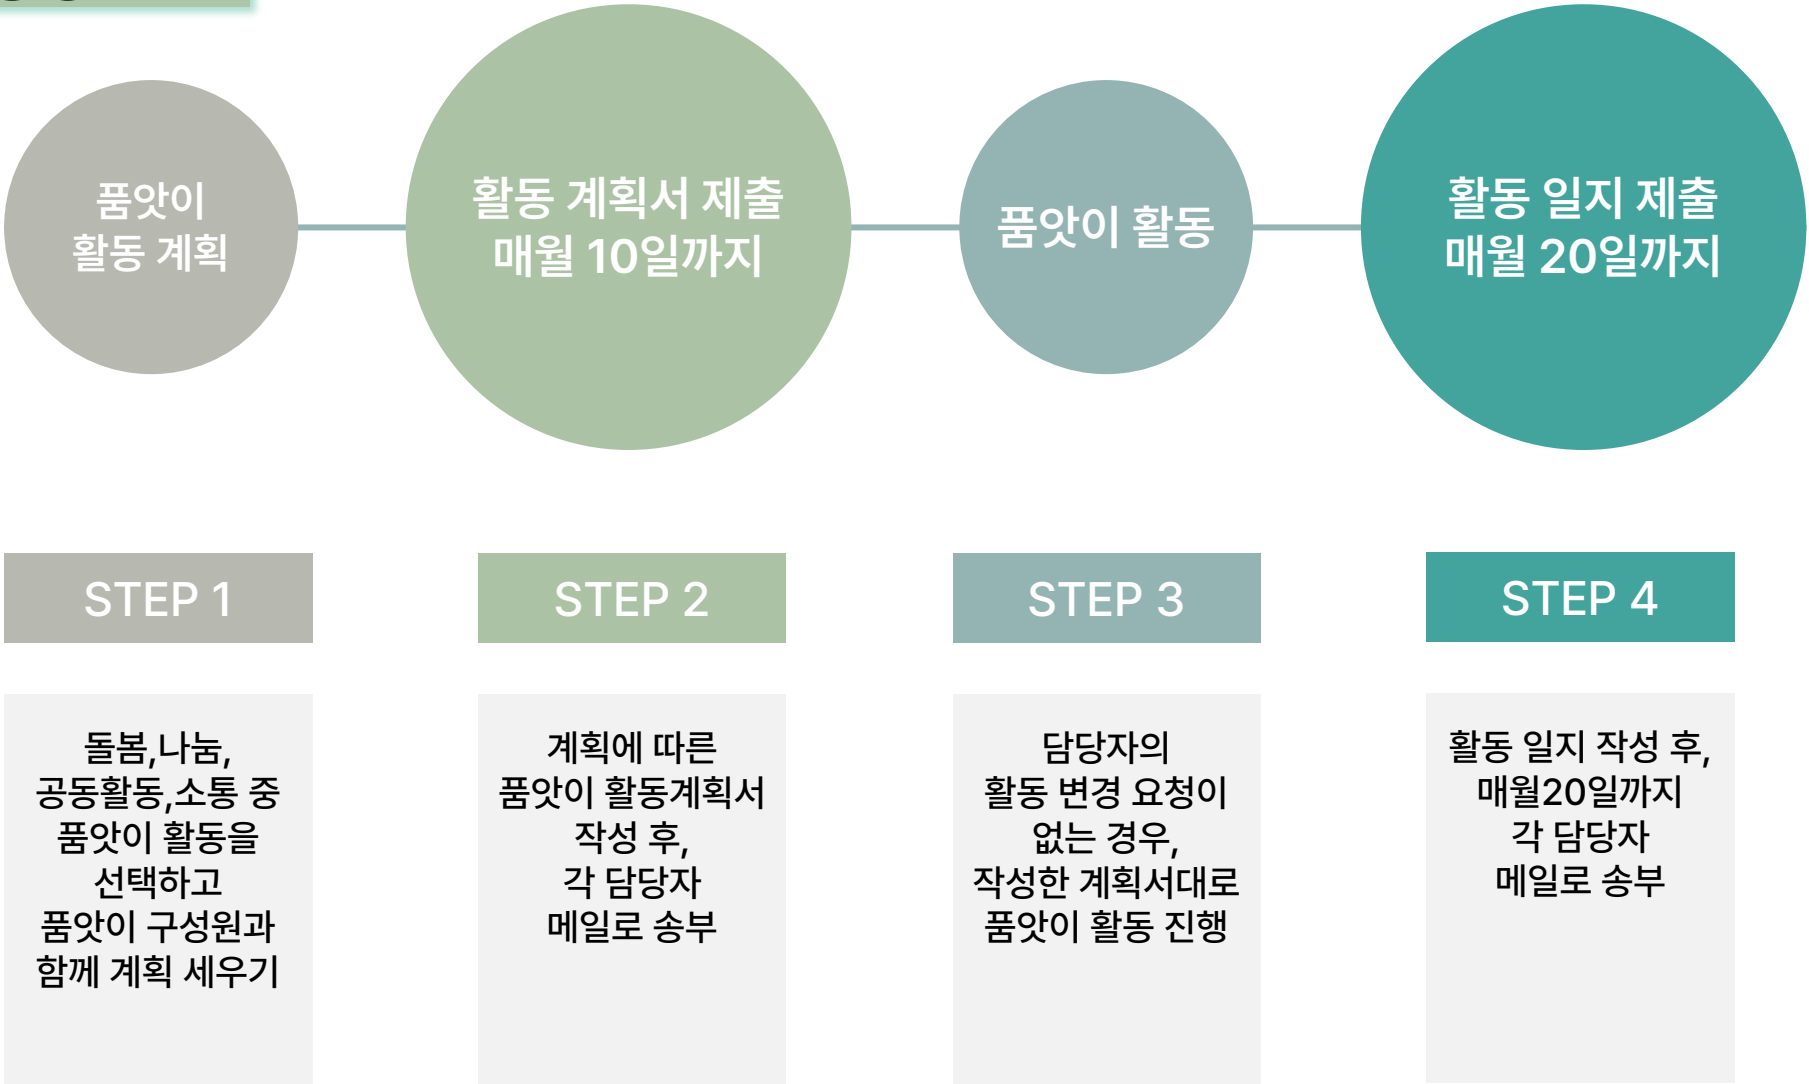 품앗이
활동 계획
활동 계획서 제출
매월 10일까지
품앗이 활동
활동 일지 제출
매월 20일까지
STEP 1
STEP 2
STEP 3
STEP 4
돌봄,나눔,
공동활동,소통 중
품앗이 활동을
선택하고
품앗이 구성원과
함께 계획 세우기
계획에 따른
품앗이 활동계획서
작성 후,
각 담당자
메일로 송부
담당자의
활동 변경 요청이
없는 경우,
작성한 계획서대로
품앗이 활동 진행
활동 일지 작성 후,
매월20일까지
각 담당자
메일로 송부